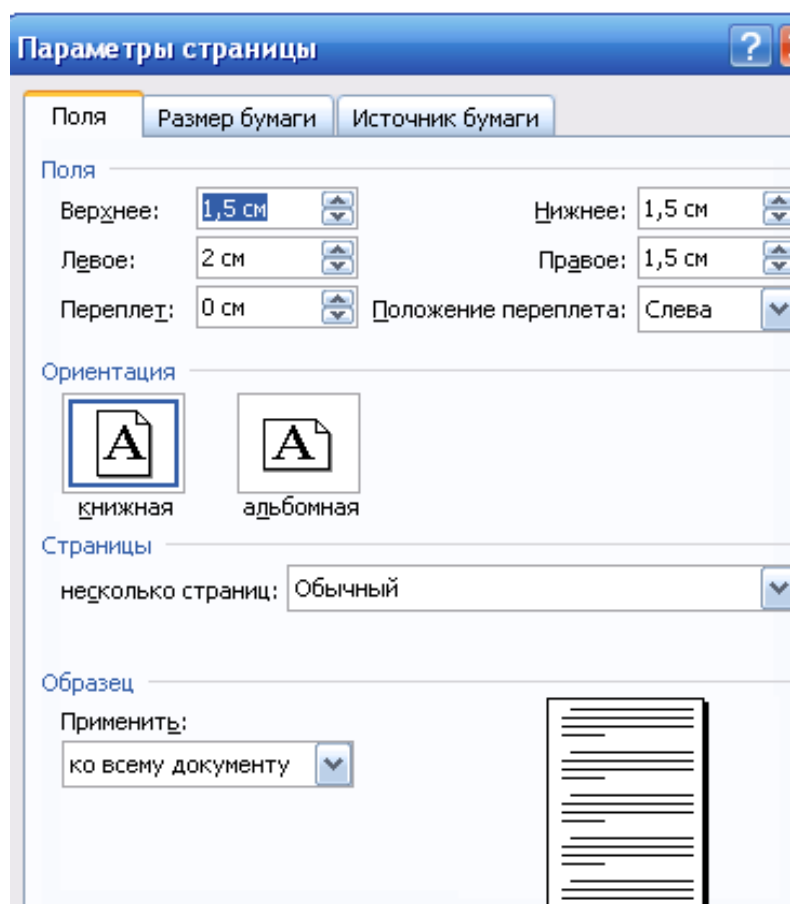 Параметры страницы ?
Поля Размер бумаги Источник бумаги
Поля
Верхнее: 1,5 см Нижнее: 1,5 см
Левое: 2 см Правое: 1,5 см
Переплет: 0 см Положение переплета: Слева
Ориентация
A A
книжная альбомная
Страницы
несколько страниц: Обычный
Образец
Применить:
ко всему документу